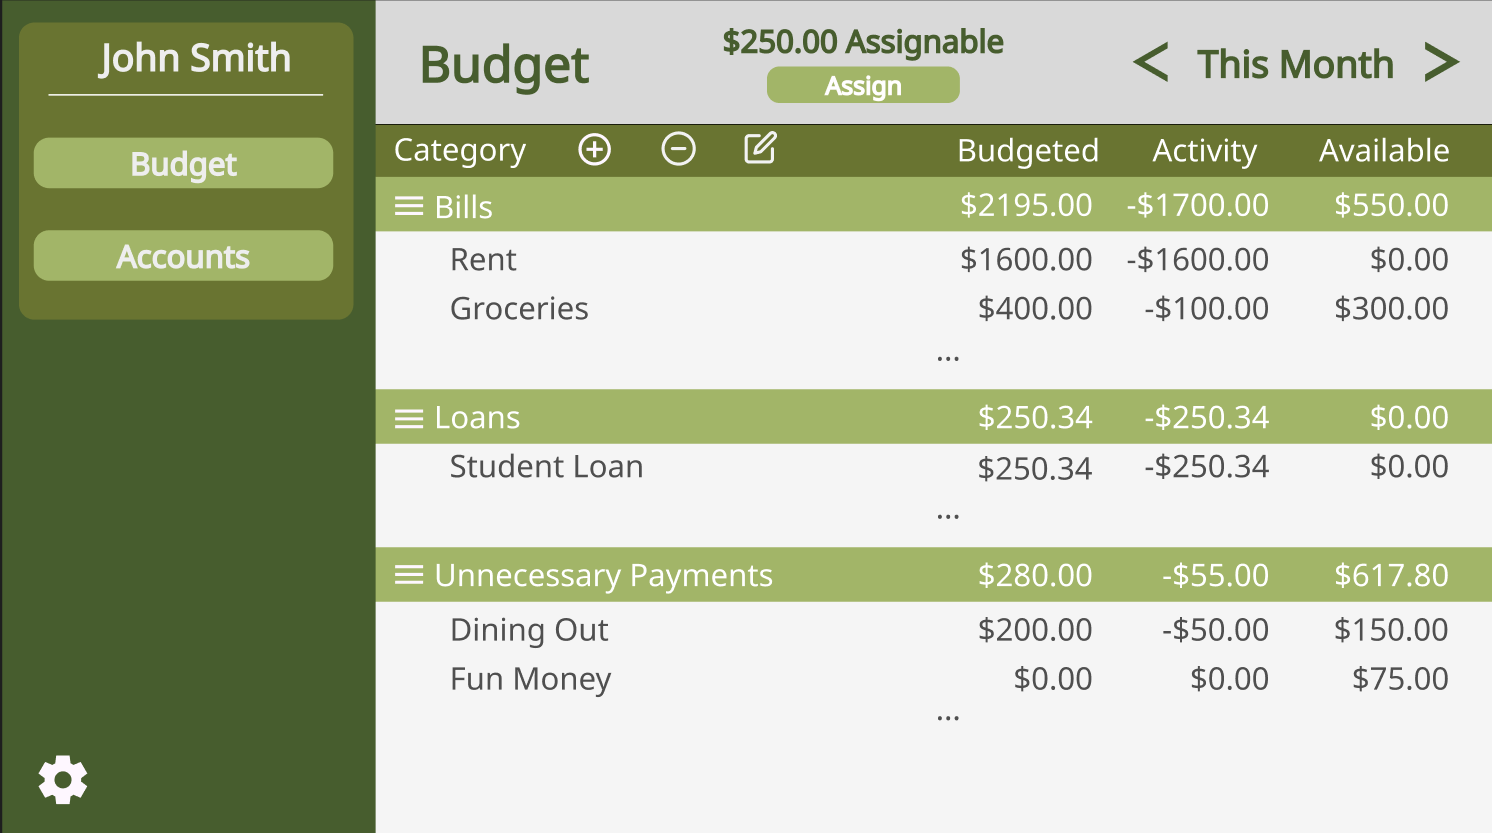 John Smith
Budget
Accounts
Budget
$250.00 Assignable
Assign
< This Month >
Category Budgeted Activity Available
Bills $2195.00 -$1700.00 $550.00
Rent $1600.00 -$1600.00 $0.00
Groceries $400.00 -$100.00 $300.00
...
Loans $250.34 -$250.34 $0.00
Student Loan $250.34 -$250.34 $0.00
...
Unnecessary Payments $280.00 -$55.00 $617.80
Dining Out $200.00 -$50.00 $150.00
Fun Money $0.00 $0.00 $75.00
...